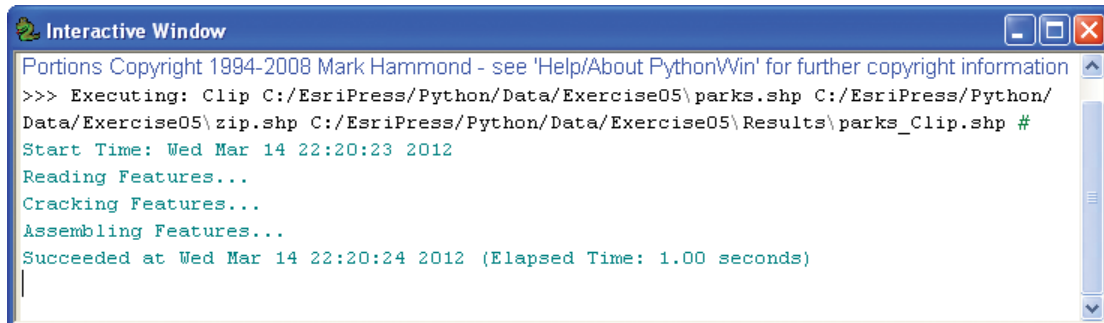 Interactive Window
Portions Copyright 1994-2008 Mark Hammond - see 'Help/About PythonWin' for further copyright information
>>> Executing: Clip C:/EsriPress/Python/Data/Exercise05\parks.shp C:/EsriPress/Python/
Data/Exercise05\zip.shp C:/EsriPress/Python/Data/Exercise05\Results\parks_Clip.shp #
Start Time: Wed Mar 14 22:20:23 2012
Reading Features...
Cracking Features...
Assembling Features...
Succeeded at Wed Mar 14 22:20:24 2012 (Elapsed Time: 1.00 seconds)